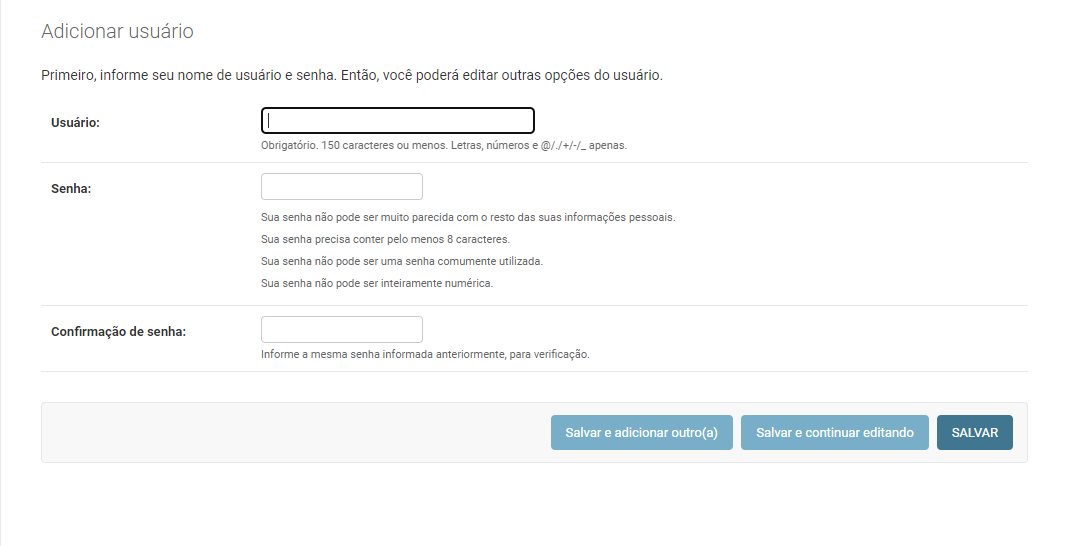 Adicionar usuário
Primeiro, informe seu nome de usuário e senha. Então, você poderá editar outras opções do usuário.
Usuário:
Obrigatório. 150 caracteres ou menos. Letras, números e @/./+/-/_ apenas.
Senha:
Sua senha não pode ser muito parecida com o resto das suas informações pessoais.
Sua senha precisa conter pelo menos 8 caracteres.
Sua senha não pode ser uma senha comumente utilizada.
Sua senha não pode ser inteiramente numérica.
Confirmação de senha:
Informe a mesma senha informada anteriormente, para verificação.
Salvar e adicionar outro(a)
Salvar e continuar editando
SALVAR